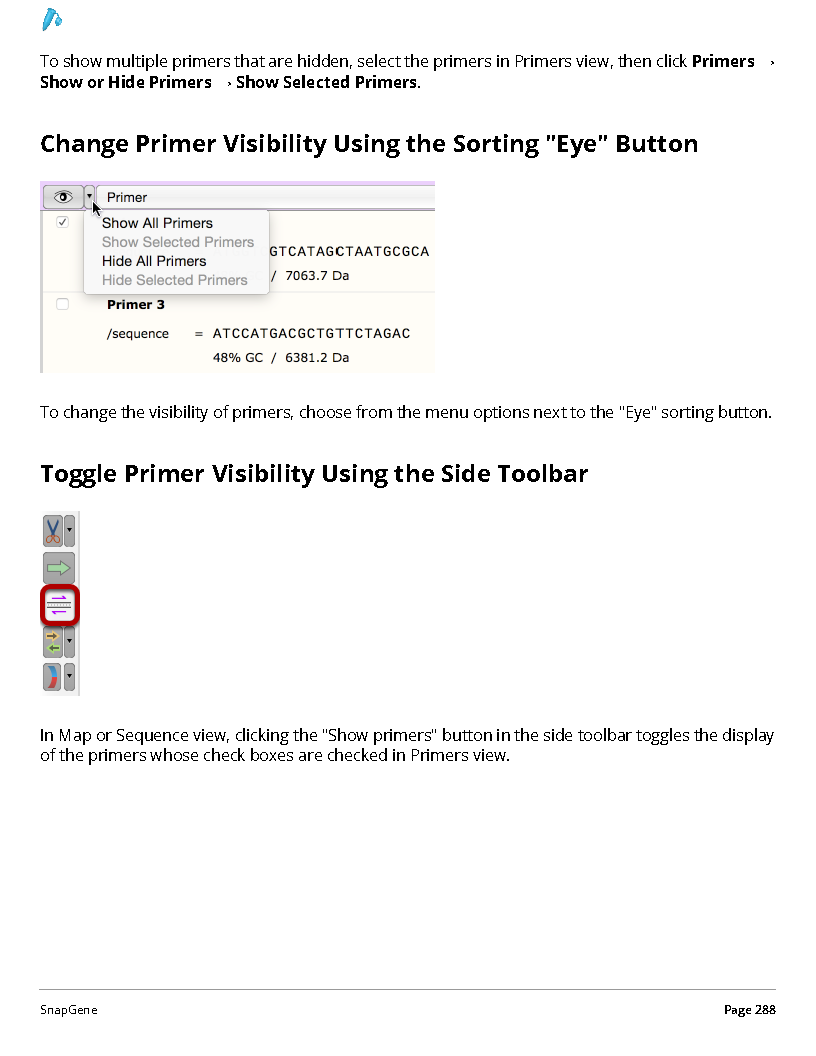 To show multiple primers that are hidden, select the primers in Primers view, then click Primers →
Show or Hide Primers → Show Selected Primers.
Change Primer Visibility Using the Sorting "Eye" Button
Primer
Show All Primers
Show Selected Primers
GTCATAGCTAATGCGCA
Hide All Primers
/ 7063.7 Da
Hide Selected Primers
Primer 3
/sequence = ATCCATGACGCTGTTCTAGAC
48% GC / 6381.2 Da
To change the visibility of primers, choose from the menu options next to the "Eye" sorting button.
Toggle Primer Visibility Using the Side Toolbar
In Map or Sequence view, clicking the "Show primers" button in the side toolbar toggles the display
of the primers whose check boxes are checked in Primers view.
SnapGene
Page 288